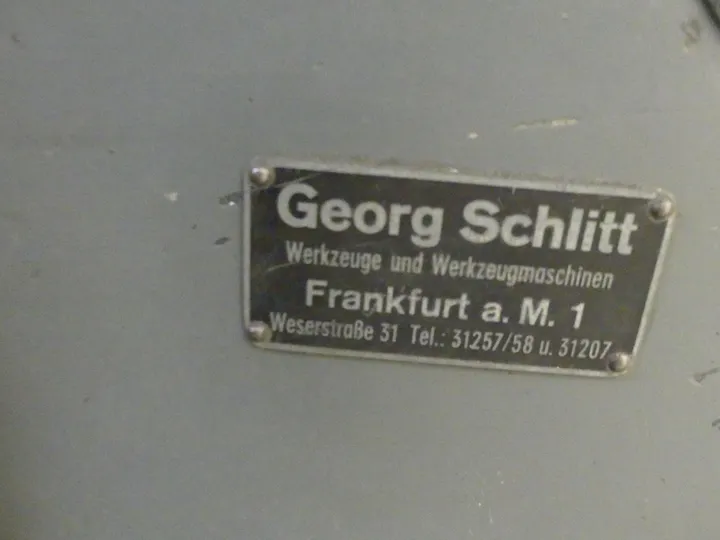 Georg Schlitt
Werkzeuge und Werkzeugmaschinen
Frankfurt a. M. 1
Weserstraße 31 Tel.: 31257/58 u. 31207